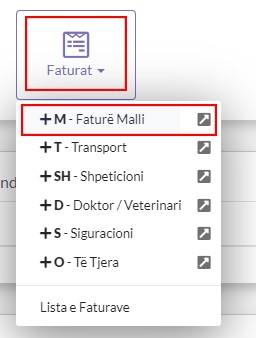 Faturat
M - Faturë Malli
T - Transport
SH - Shpeticioni
D - Doktor / Veterinari
S - Siguracioni
O - Të Tjera
Lista e Faturave